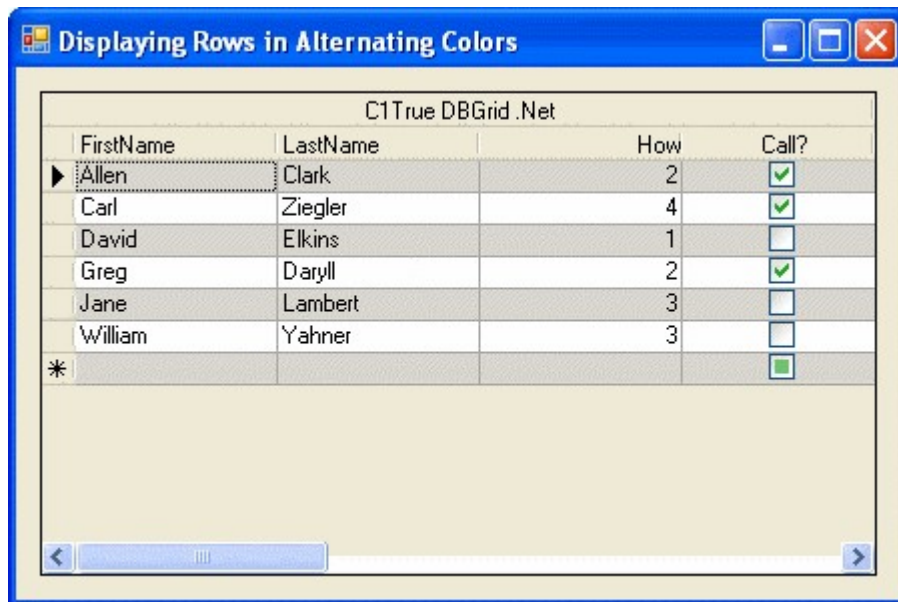 Displaying Rows in Alternating Colors
C1True DBGrid .Net
FirstName LastName How Call?
Allen Clark 2
Carl Ziegler 4
David Elkins 1
Greg Daryll 2
Jane Lambert 3
William Yahner 3